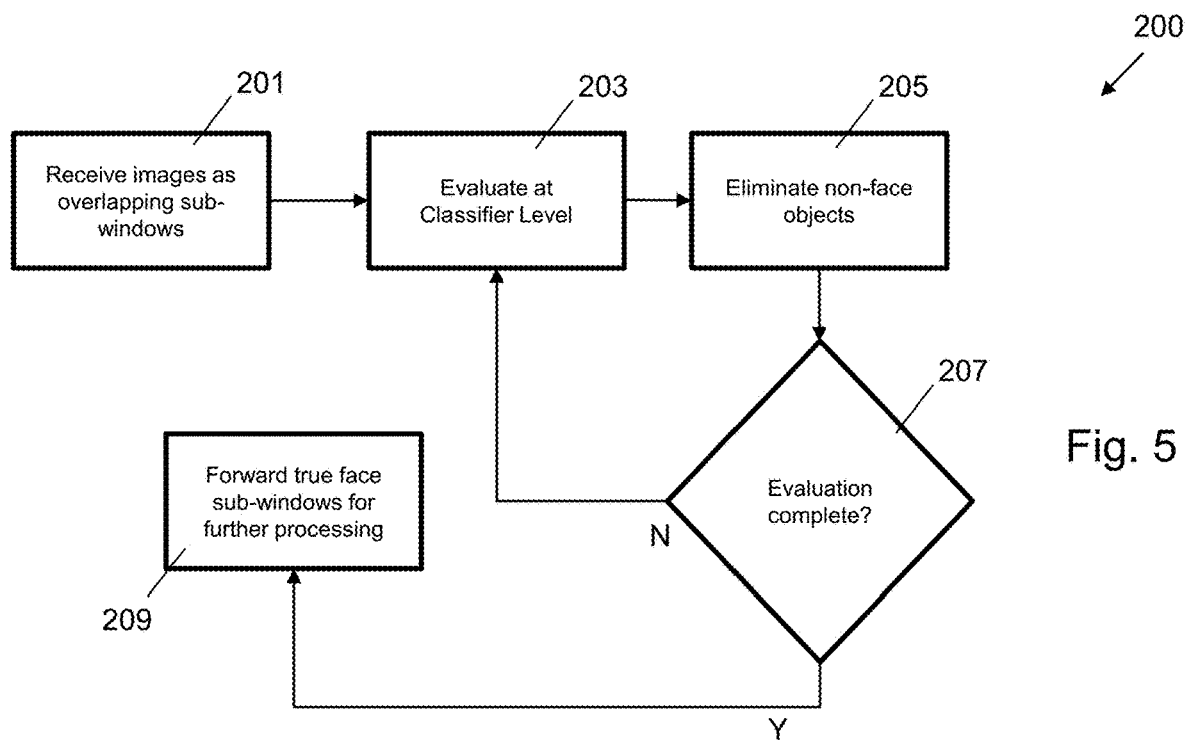 200
201
203
205
Receive images as
overlapping sub-
windows
Evaluate at
Classifier Level
Eliminate non-face
objects
207
Fig. 5
Evaluation
complete?
Forward true face
sub-windows for
further processing
N
209
Y